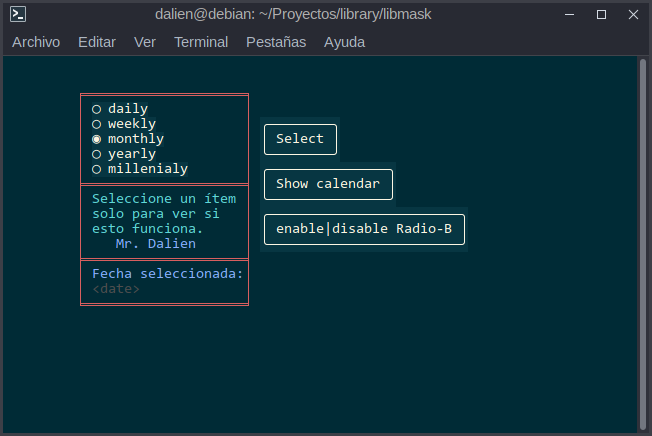 dalien@debian: ~/Proyectos/library/libmask
Archivo Editar Ver Terminal Pestañas Ayuda
daily
weekly
monthly
yearly
millenialy
Seleccione un ítem
solo para ver si
esto funciona.
Mr. Dalien
Fecha seleccionada:
<date>
Select
Show calendar
enable|disable Radio-B